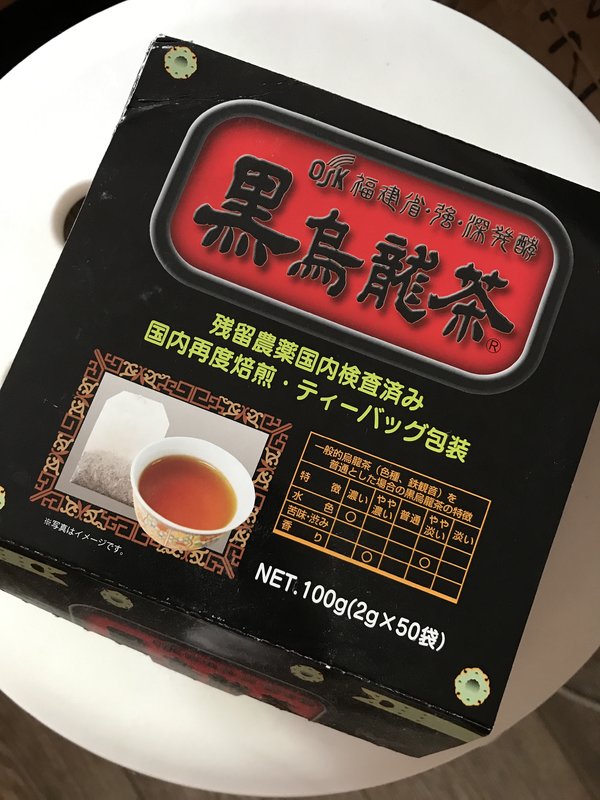 OSK 福建省・強・深発酵
黒烏龍茶®
残留農薬国内検査済み
国内再度焙煎・ティーバッグ包装
一般的烏龍茶（色種、鉄観音）を
普通とした場合の黒烏龍茶の特徴
特 徴 濃い やや濃い 普通 やや淡い 淡い
水 色 ○
苦味・渋み ○
香 り ○
※写真はイメージです。
NET.100g(2g×50袋)